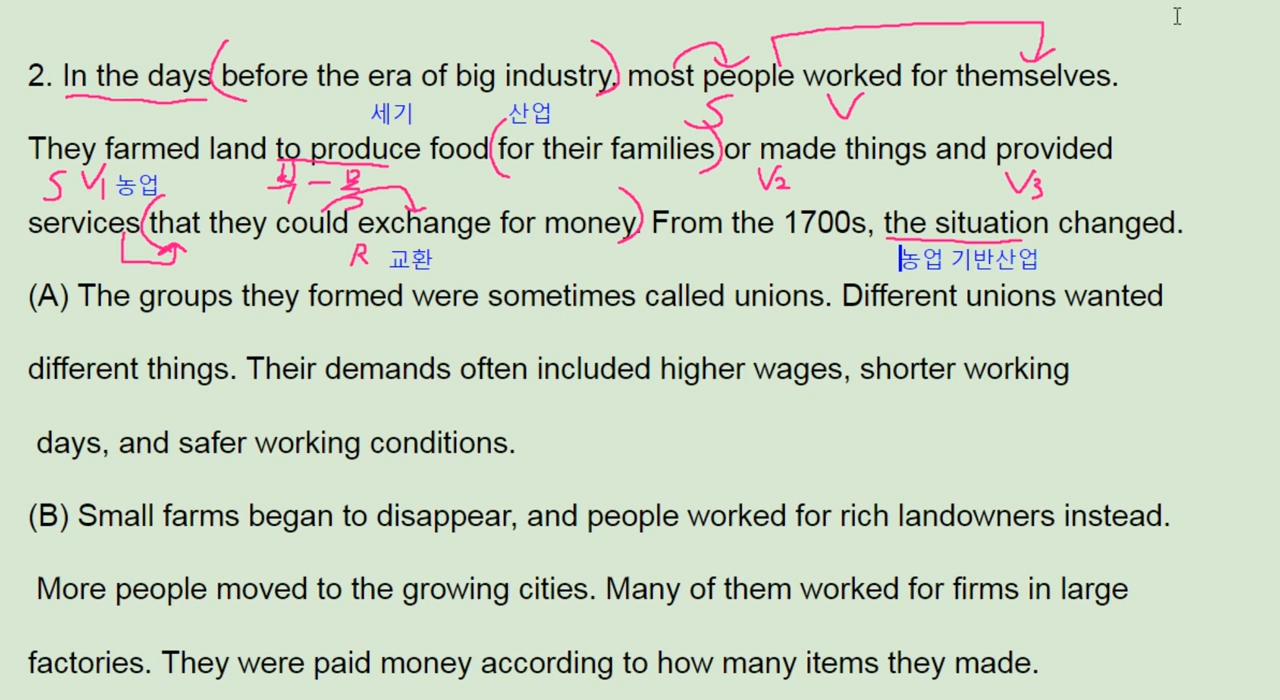 2. In the days before the era of big industry, most people worked for themselves.
세기 산업
S V
They farmed land to produce food for their families or made things and provided
S V1 농업 부-목 V2 V3
services that they could exchange for money. From the 1700s, the situation changed.
R 교환 농업 기반산업
(A) The groups they formed were sometimes called unions. Different unions wanted
different things. Their demands often included higher wages, shorter working
days, and safer working conditions.
(B) Small farms began to disappear, and people worked for rich landowners instead.
More people moved to the growing cities. Many of them worked for firms in large
factories. They were paid money according to how many items they made.